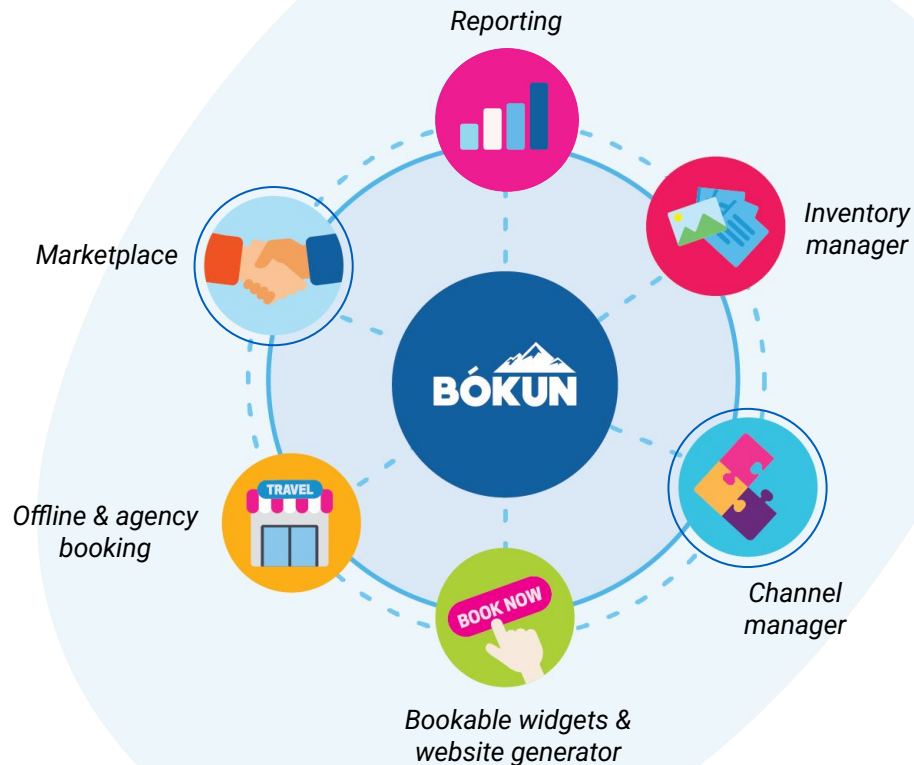 Reporting
Inventory
manager
Marketplace
BÓKUN
TRAVEL
Offline & agency
booking
BOOK NOW
Channel
manager
Bookable widgets &
website generator